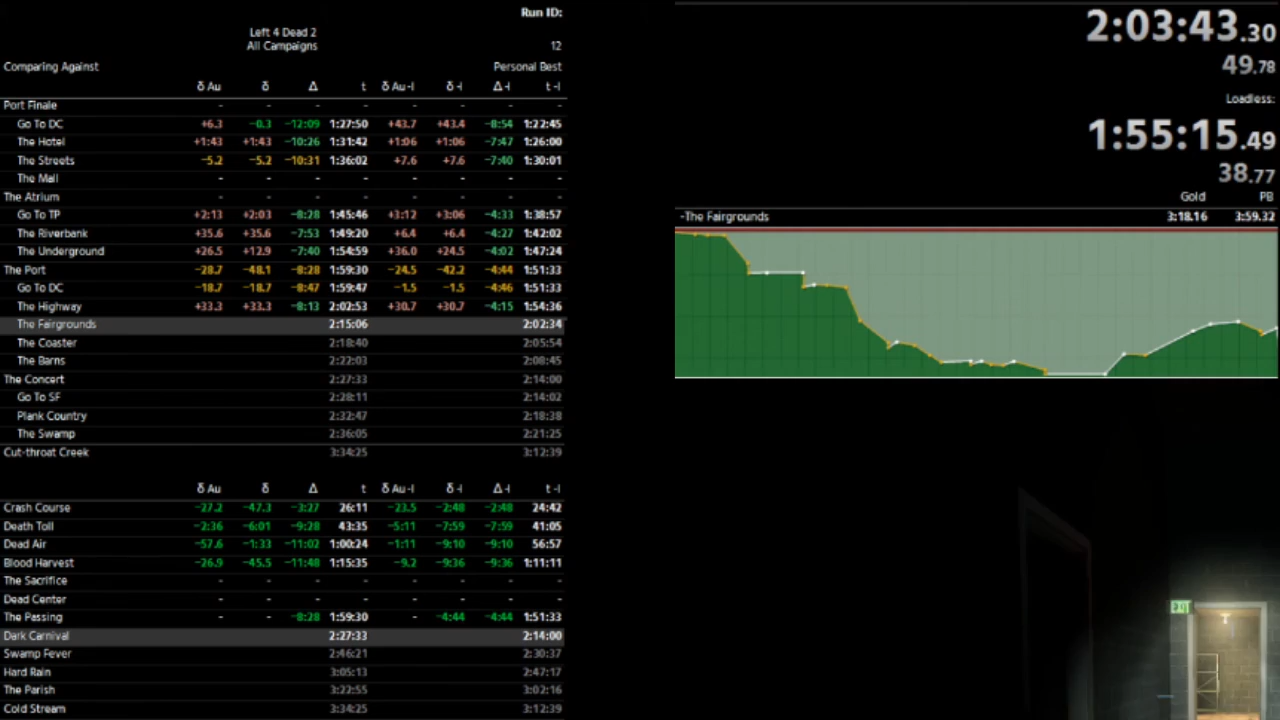 Run ID:
Left 4 Dead 2
All Campaigns 12
Comparing Against Personal Best
δ Au δ Δ t δ Au -l δ -l Δ -l t -l
Port Finale - - - - - - - -
Go To DC +6.3 -0.3 -12:09 1:27:50 +43.7 +43.4 -8:54 1:22:45
The Hotel +1:43 +1:43 -10:26 1:31:42 +1:06 +1:06 -7:47 1:26:00
The Streets -5.2 -5.2 -10:31 1:36:02 +7.6 +7.6 -7:40 1:30:01
The Mall - - - - - - - -
The Atrium - - - - - - - -
Go To TP +2:13 +2:03 -8:28 1:45:46 +3:12 +3:06 -4:33 1:38:57
The Riverbank +35.6 +35.6 -7:53 1:49:20 +6.4 +6.4 -4:27 1:42:02
The Underground +26.5 +12.9 -7:40 1:54:59 +36.0 +24.5 -4:02 1:47:24
The Port -28.7 -48.1 -8:28 1:59:30 -24.5 -42.2 -4:44 1:51:33
Go To DC -18.7 -18.7 -8:47 1:59:47 -1.5 -1.5 -4:46 1:51:33
The Highway +33.3 +33.3 -8:13 2:02:53 +30.7 +30.7 -4:15 1:54:36
The Fairgrounds 2:15:06 2:02:34
The Coaster 2:18:40 2:05:54
The Barns 2:22:03 2:08:45
The Concert 2:27:33 2:14:00
Go To SF 2:28:11 2:14:02
Plank Country 2:32:47 2:18:38
The Swamp 2:36:05 2:21:25
Cut-throat Creek 3:34:25 3:12:39
δ Au δ Δ t δ Au -l δ -l Δ -l t -l
Crash Course -27.2 -47.3 -3:27 26:11 -23.5 -2:48 -2:48 24:42
Death Toll -2:36 -6:01 -9:28 43:35 -5:11 -7:59 -7:59 41:05
Dead Air -57.6 -1:33 -11:02 1:00:24 -1:11 -9:10 -9:10 56:57
Blood Harvest -26.9 -45.5 -11:48 1:15:35 -9.2 -9:36 -9:36 1:11:11
The Sacrifice - - - - - - - -
Dead Center - - - - - - - -
The Passing - - -8:28 1:59:30 - -4:44 -4:44 1:51:33
Dark Carnival 2:27:33 2:14:00
Swamp Fever 2:46:21 2:30:37
Hard Rain 3:05:13 2:47:17
The Parish 3:22:55 3:02:16
Cold Stream 3:34:25 3:12:39
2:03:43.30
49.78
Loadless:
1:55:15.49
38.77
Gold PB
-The Fairgrounds 3:18.16 3:59.32
EXIT